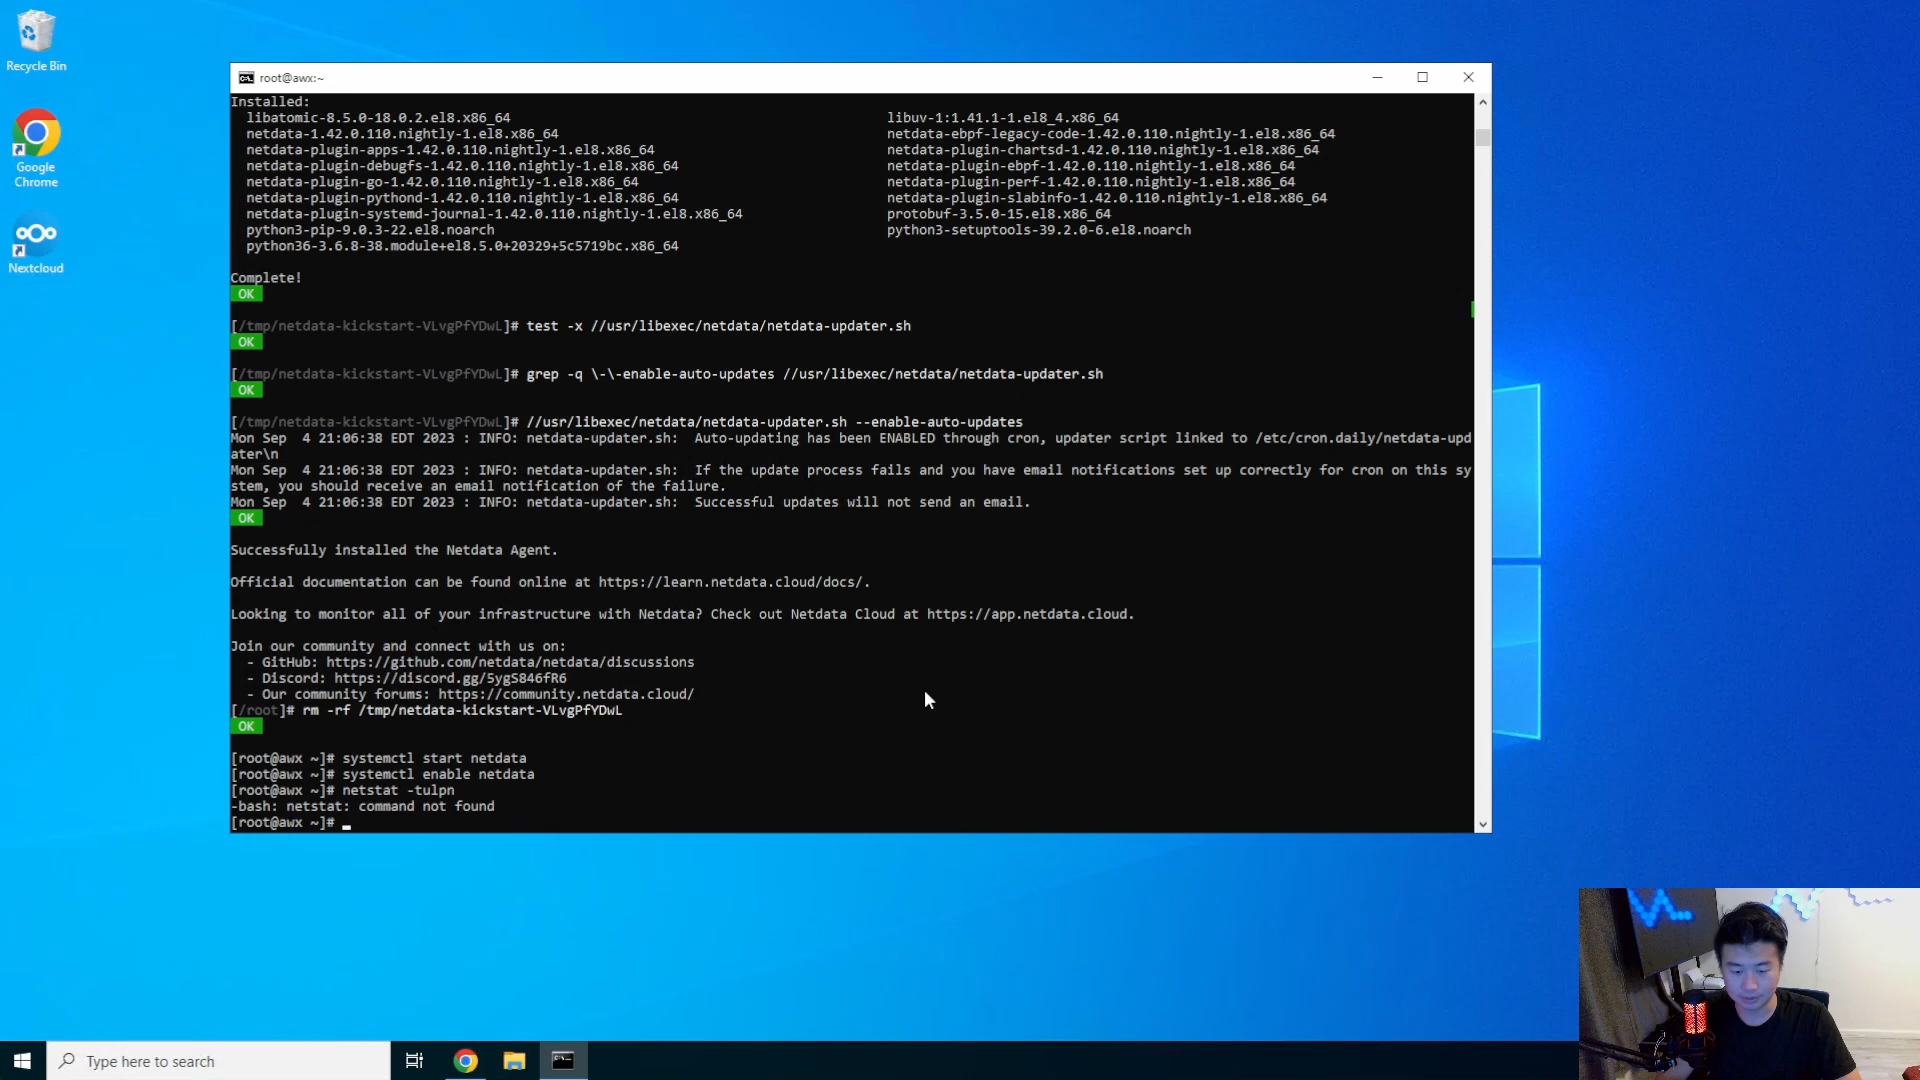 Recycle Bin
Google
Chrome
Nextcloud
root@awx:~
Installed:
libatomic-8.5.0-18.0.2.el8.x86_64 libuv-1:1.41.1-1.el8_4.x86_64
netdata-1.42.0.110.nightly-1.el8.x86_64 netdata-ebpf-legacy-code-1.42.0.110.nightly-1.el8.x86_64
netdata-plugin-apps-1.42.0.110.nightly-1.el8.x86_64 netdata-plugin-chartsd-1.42.0.110.nightly-1.el8.x86_64
netdata-plugin-debugfs-1.42.0.110.nightly-1.el8.x86_64 netdata-plugin-ebpf-1.42.0.110.nightly-1.el8.x86_64
netdata-plugin-go-1.42.0.110.nightly-1.el8.x86_64 netdata-plugin-perf-1.42.0.110.nightly-1.el8.x86_64
netdata-plugin-pythond-1.42.0.110.nightly-1.el8.x86_64 netdata-plugin-slabinfo-1.42.0.110.nightly-1.el8.x86_64
netdata-plugin-systemd-journal-1.42.0.110.nightly-1.el8.x86_64 protobuf-3.5.0-15.el8.x86_64
python3-pip-9.0.3-22.el8.noarch python3-setuptools-39.2.0-6.el8.noarch
python36-3.6.8-38.module+el8.5.0+20329+5c5719bc.x86_64
Complete!
OK
[/tmp/netdata-kickstart-VLvgPfYDwL]# test -x //usr/libexec/netdata/netdata-updater.sh
OK
[/tmp/netdata-kickstart-VLvgPfYDwL]# grep -q \-\-enable-auto-updates //usr/libexec/netdata/netdata-updater.sh
OK
[/tmp/netdata-kickstart-VLvgPfYDwL]# //usr/libexec/netdata/netdata-updater.sh --enable-auto-updates
Mon Sep  4 21:06:38 EDT 2023 : INFO: netdata-updater.sh:  Auto-updating has been ENABLED through cron, updater script linked to /etc/cron.daily/netdata-upd
ater\n
Mon Sep  4 21:06:38 EDT 2023 : INFO: netdata-updater.sh:  If the update process fails and you have email notifications set up correctly for cron on this sy
stem, you should receive an email notification of the failure.
Mon Sep  4 21:06:38 EDT 2023 : INFO: netdata-updater.sh:  Successful updates will not send an email.
OK
Successfully installed the Netdata Agent.
Official documentation can be found online at https://learn.netdata.cloud/docs/.
Looking to monitor all of your infrastructure with Netdata? Check out Netdata Cloud at https://app.netdata.cloud.
Join our community and connect with us on:
- GitHub: https://github.com/netdata/netdata/discussions
- Discord: https://discord.gg/5ygS846fR6
- Our community forums: https://community.netdata.cloud/
[/root]# rm -rf /tmp/netdata-kickstart-VLvgPfYDwL
OK
[root@awx ~]# systemctl start netdata
[root@awx ~]# systemctl enable netdata
[root@awx ~]# netstat -tulpn
-bash: netstat: command not found
[root@awx ~]#
Type here to search